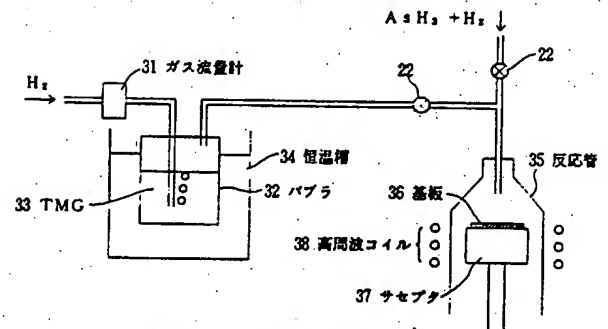 AsH₃ + H₂
22
31 ガス流量計
H₂
22
34 恒温槽
35 反応管
32 バブラ
36 基板
33 TMG
38 高周波コイル
37 サセプタ